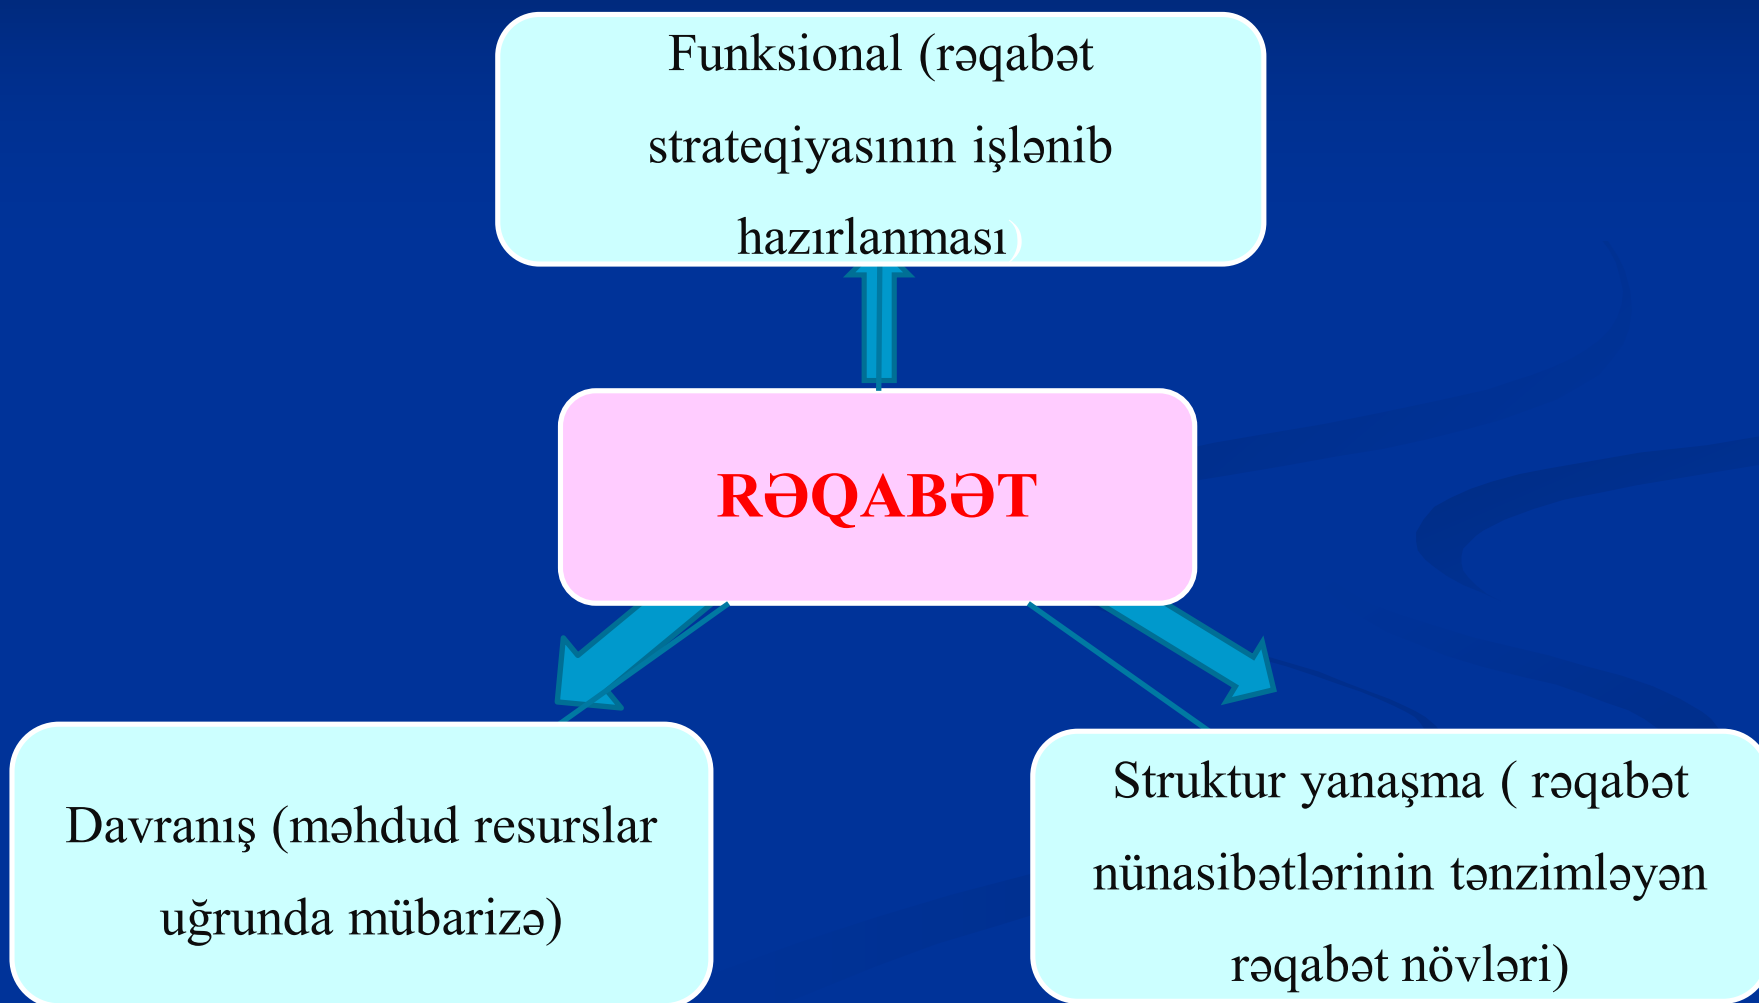 Funksional (rəqabət
strateqiyasının işlənib
hazırlanması)
RƏQABƏT
Davranış (məhdud resurslar
uğrunda mübarizə)
Struktur yanaşma ( rəqabət
nünasibətlərinin tənzimləyən
rəqabət növləri)